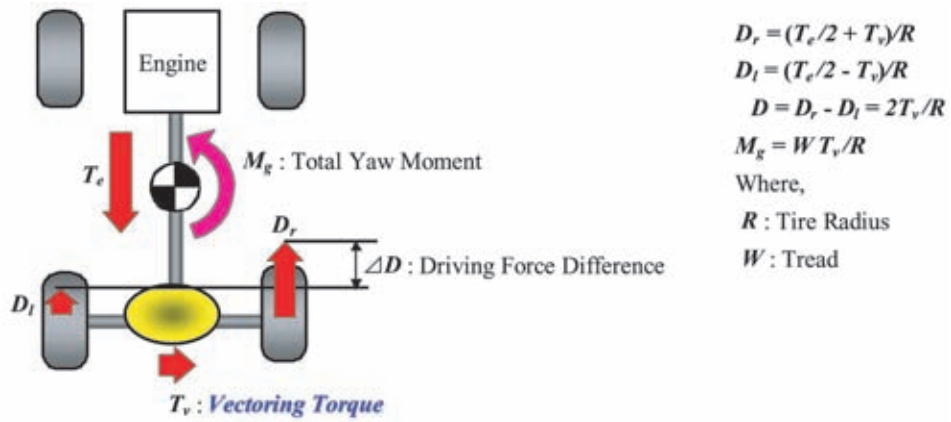 Engine
T_e
M_g : Total Yaw Moment
D_r
⊿D : Driving Force Difference
D_l
T_v : Vectoring Torque
D_r = (T_e/2 + T_v)/R
D_l = (T_e/2 - T_v)/R
D = D_r - D_l = 2T_v/R
M_g = W T_v/R
Where,
R : Tire Radius
W : Tread